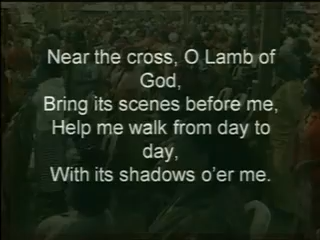 Near the cross, O Lamb of
God,
Bring its scenes before me,
Help me walk from day to
day,
With its shadows o'er me.